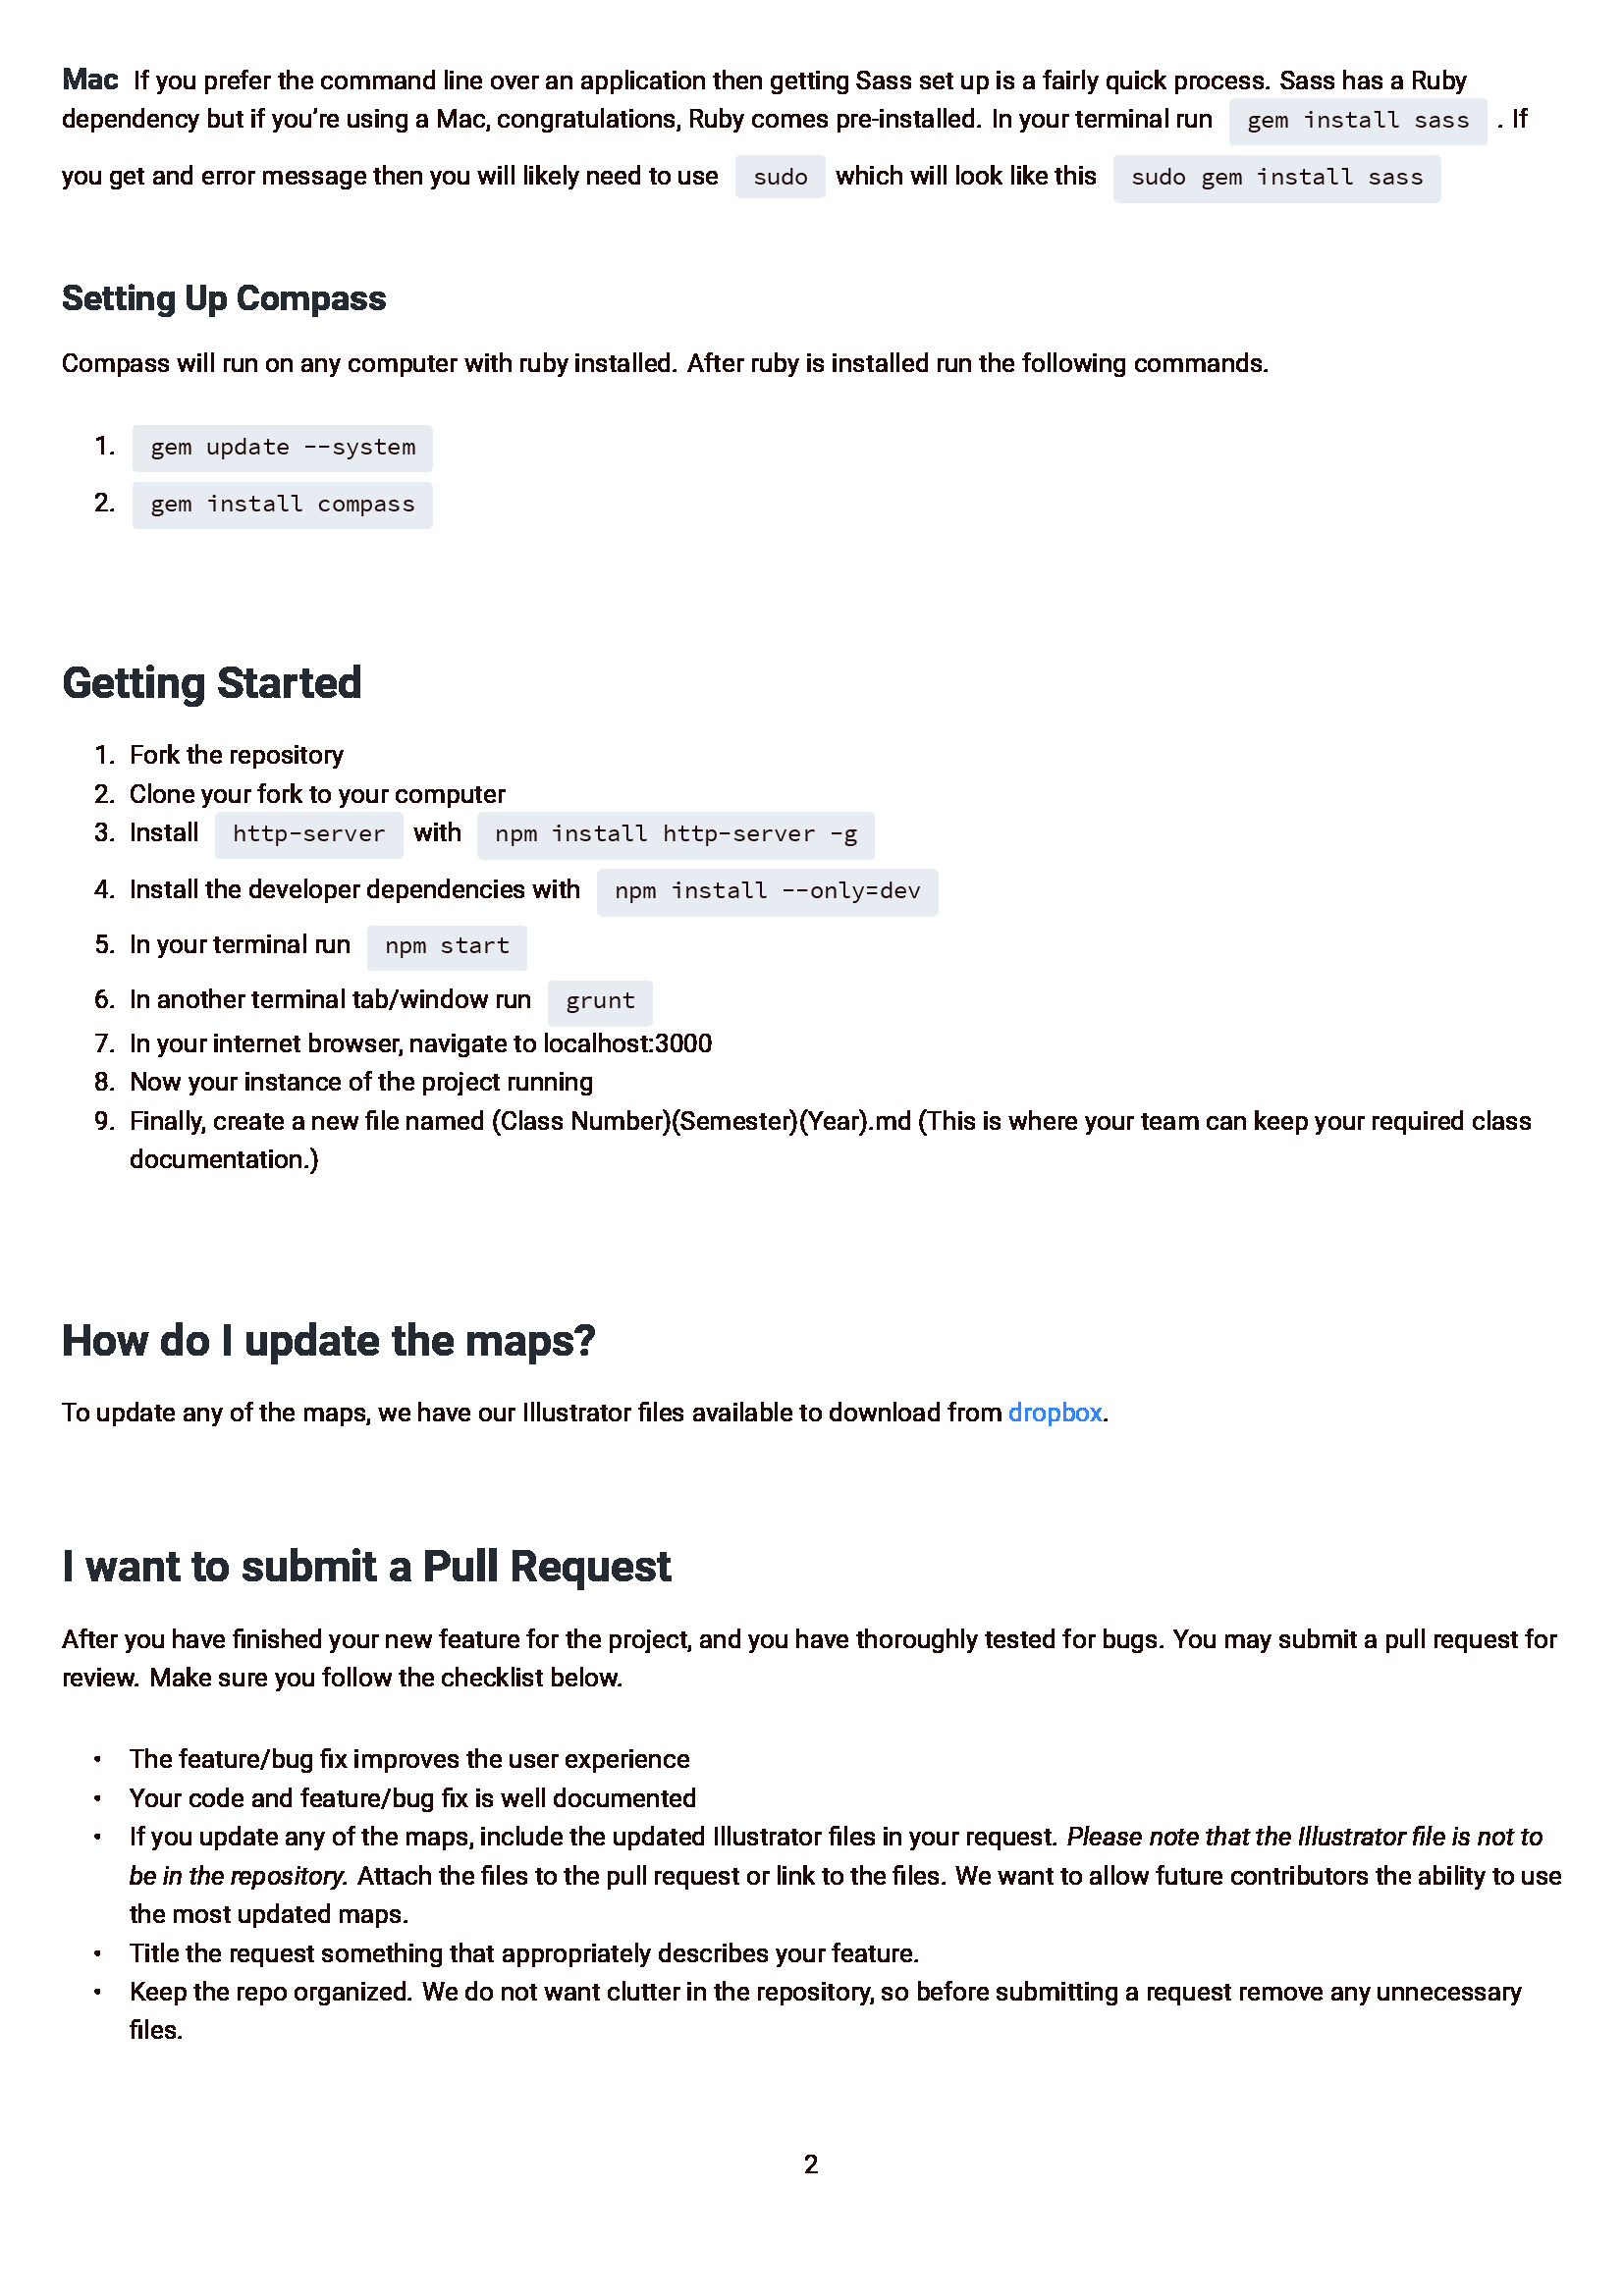 Mac If you prefer the command line over an application then getting Sass set up is a fairly quick process. Sass has a Ruby
dependency but if you’re using a Mac, congratulations, Ruby comes pre-installed. In your terminal run gem install sass . If
you get and error message then you will likely need to use sudo which will look like this sudo gem install sass
Setting Up Compass
Compass will run on any computer with ruby installed. After ruby is installed run the following commands.
1. gem update --system
2. gem install compass
Getting Started
1. Fork the repository
2. Clone your fork to your computer
3. Install http-server with npm install http-server -g
4. Install the developer dependencies with npm install --only=dev
5. In your terminal run npm start
6. In another terminal tab/window run grunt
7. In your internet browser, navigate to localhost:3000
8. Now your instance of the project running
9. Finally, create a new file named (Class Number)(Semester)(Year).md (This is where your team can keep your required class
documentation.)
How do I update the maps?
To update any of the maps, we have our Illustrator files available to download from dropbox.
I want to submit a Pull Request
After you have finished your new feature for the project, and you have thoroughly tested for bugs. You may submit a pull request for
review. Make sure you follow the checklist below.
• The feature/bug fix improves the user experience
• Your code and feature/bug fix is well documented
• If you update any of the maps, include the updated Illustrator files in your request. Please note that the Illustrator file is not to
be in the repository. Attach the files to the pull request or link to the files. We want to allow future contributors the ability to use
the most updated maps.
• Title the request something that appropriately describes your feature.
• Keep the repo organized. We do not want clutter in the repository, so before submitting a request remove any unnecessary
files.
2